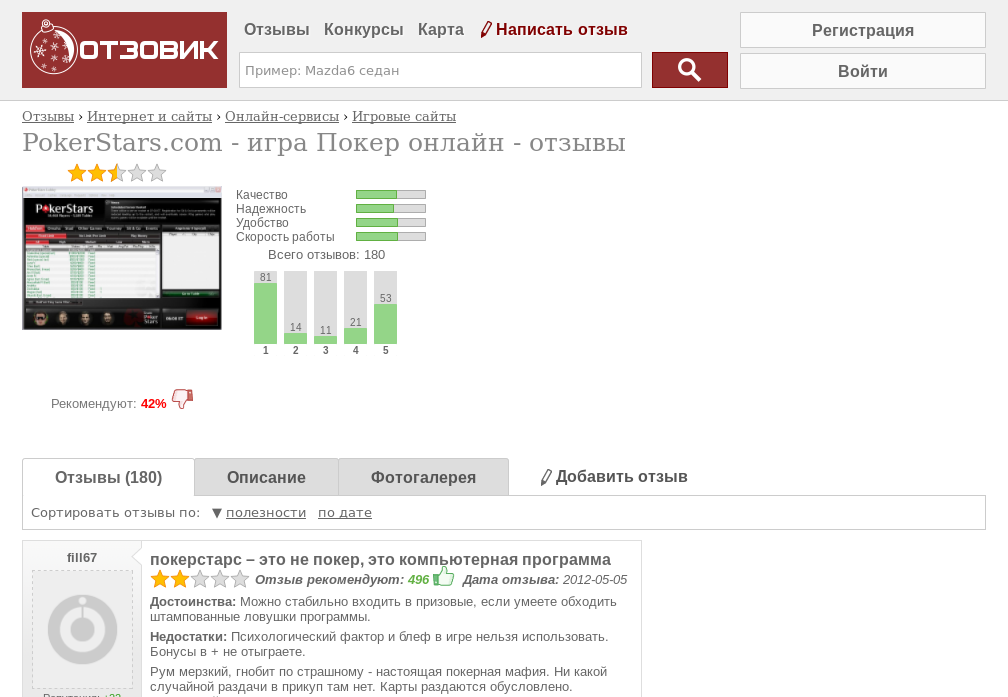 ОТЗОВИК
Отзывы Конкурсы Карта Написать отзыв
Регистрация
Пример: Mazda6 седан
Войти
Отзывы › Интернет и сайты › Онлайн-сервисы › Игровые сайты
PokerStars.com - игра Покер онлайн - отзывы
PokerStars
Качество
Надежность
Удобство
Скорость работы
Всего отзывов: 180
81
14
11
21
53
1 2 3 4 5
Рекомендуют: 42%
Отзывы (180) Описание Фотогалерея Добавить отзыв
Сортировать отзывы по: ▼ полезности по дате
fill67
покерстарс – это не покер, это компьютерная программа
Отзыв рекомендуют: 496 Дата отзыва: 2012-05-05
Достоинства: Можно стабильно входить в призовые, если умеете обходить
штампованные ловушки программы.
Недостатки: Психологический фактор и блеф в игре нельзя использовать.
Бонусы в + не отыграете.
Рум мерзкий, гнобит по страшному - настоящая покерная мафия. Ни какой
случайной раздачи в прикуп там нет. Карты раздаются обусловлено.